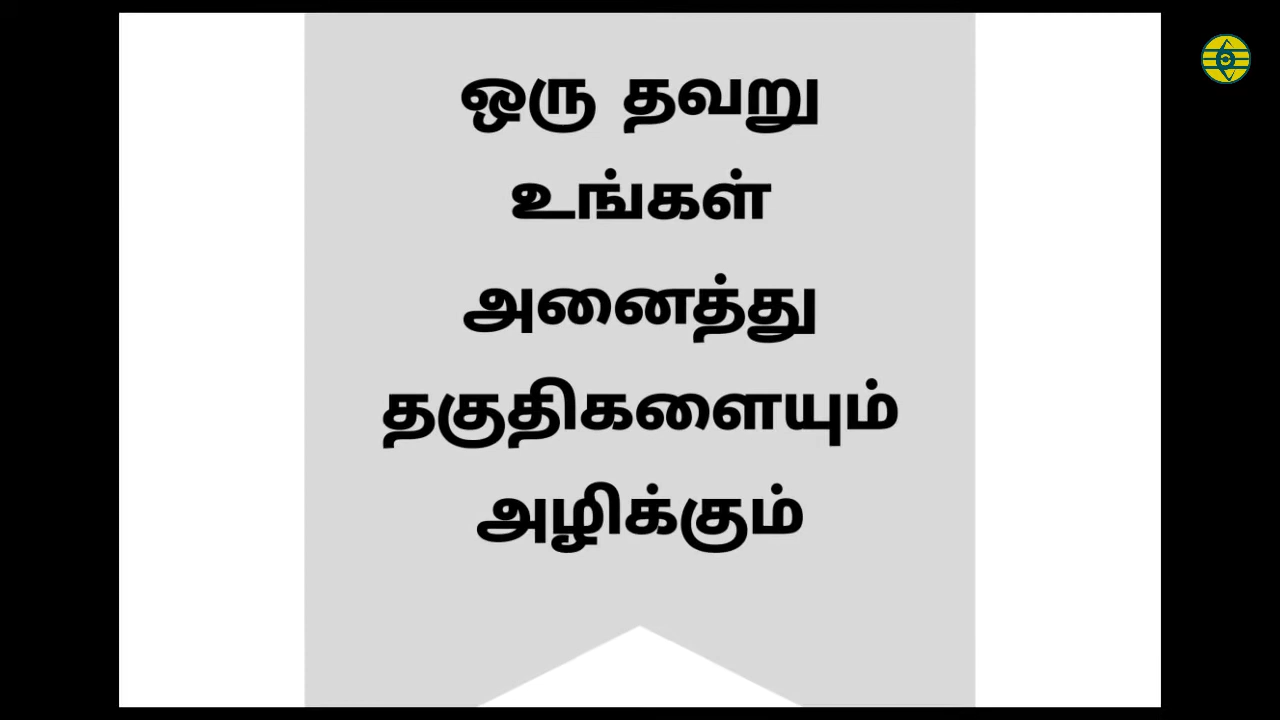 ஒரு தவறு
உங்கள்
அனைத்து
தகுதிகளையும்
அழிக்கும்